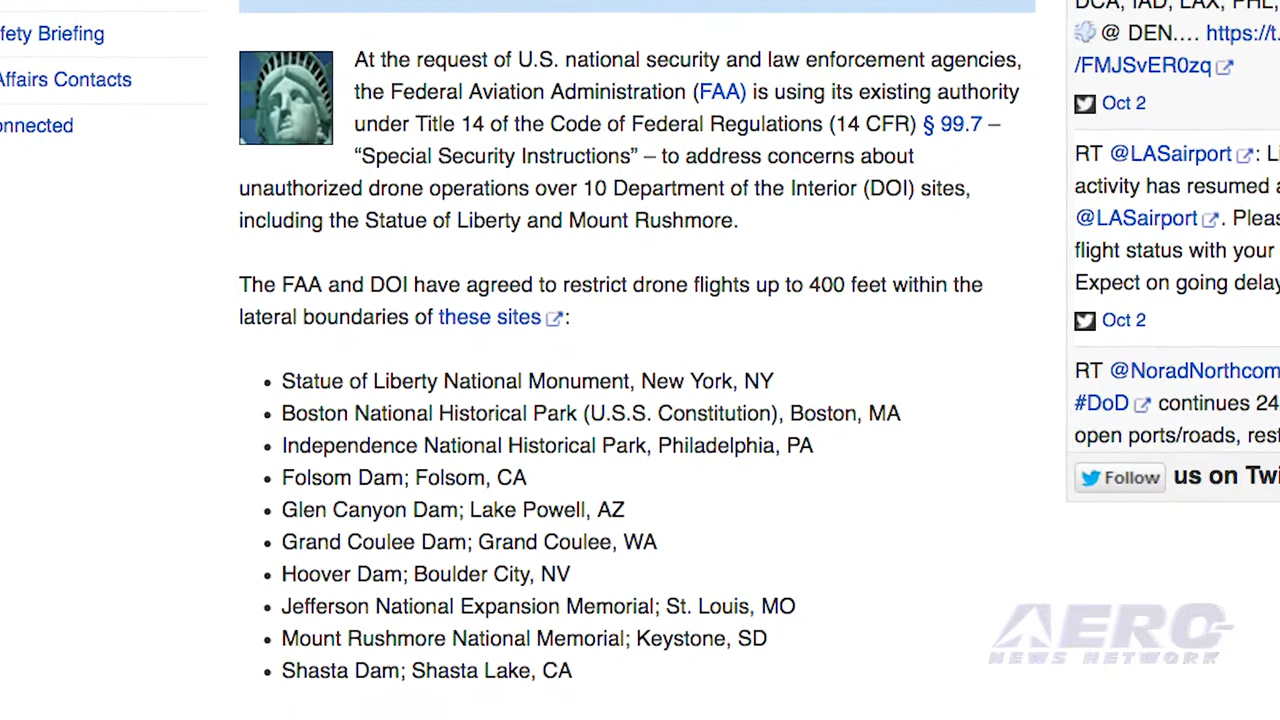 fety Briefing
Affairs Contacts
onnected
At the request of U.S. national security and law enforcement agencies,
the Federal Aviation Administration (FAA) is using its existing authority
under Title 14 of the Code of Federal Regulations (14 CFR) § 99.7 –
“Special Security Instructions” – to address concerns about
unauthorized drone operations over 10 Department of the Interior (DOI) sites,
including the Statue of Liberty and Mount Rushmore.
The FAA and DOI have agreed to restrict drone flights up to 400 feet within the
lateral boundaries of these sites:
• Statue of Liberty National Monument, New York, NY
• Boston National Historical Park (U.S.S. Constitution), Boston, MA
• Independence National Historical Park, Philadelphia, PA
• Folsom Dam; Folsom, CA
• Glen Canyon Dam; Lake Powell, AZ
• Grand Coulee Dam; Grand Coulee, WA
• Hoover Dam; Boulder City, NV
• Jefferson National Expansion Memorial; St. Louis, MO
• Mount Rushmore National Memorial; Keystone, SD
• Shasta Dam; Shasta Lake, CA
DCA, IAD, LAX, PHL,
@ DEN.… https://t.
/FMJSvER0zq
Oct 2
RT @LASairport: Li
activity has resumed a
@LASairport. Pleas
flight status with your
Expect on going delay
Oct 2
RT @NoradNorthcom
#DoD continues 24
open ports/roads, rest
Follow us on Twi
AERO
NEWS NETWORK